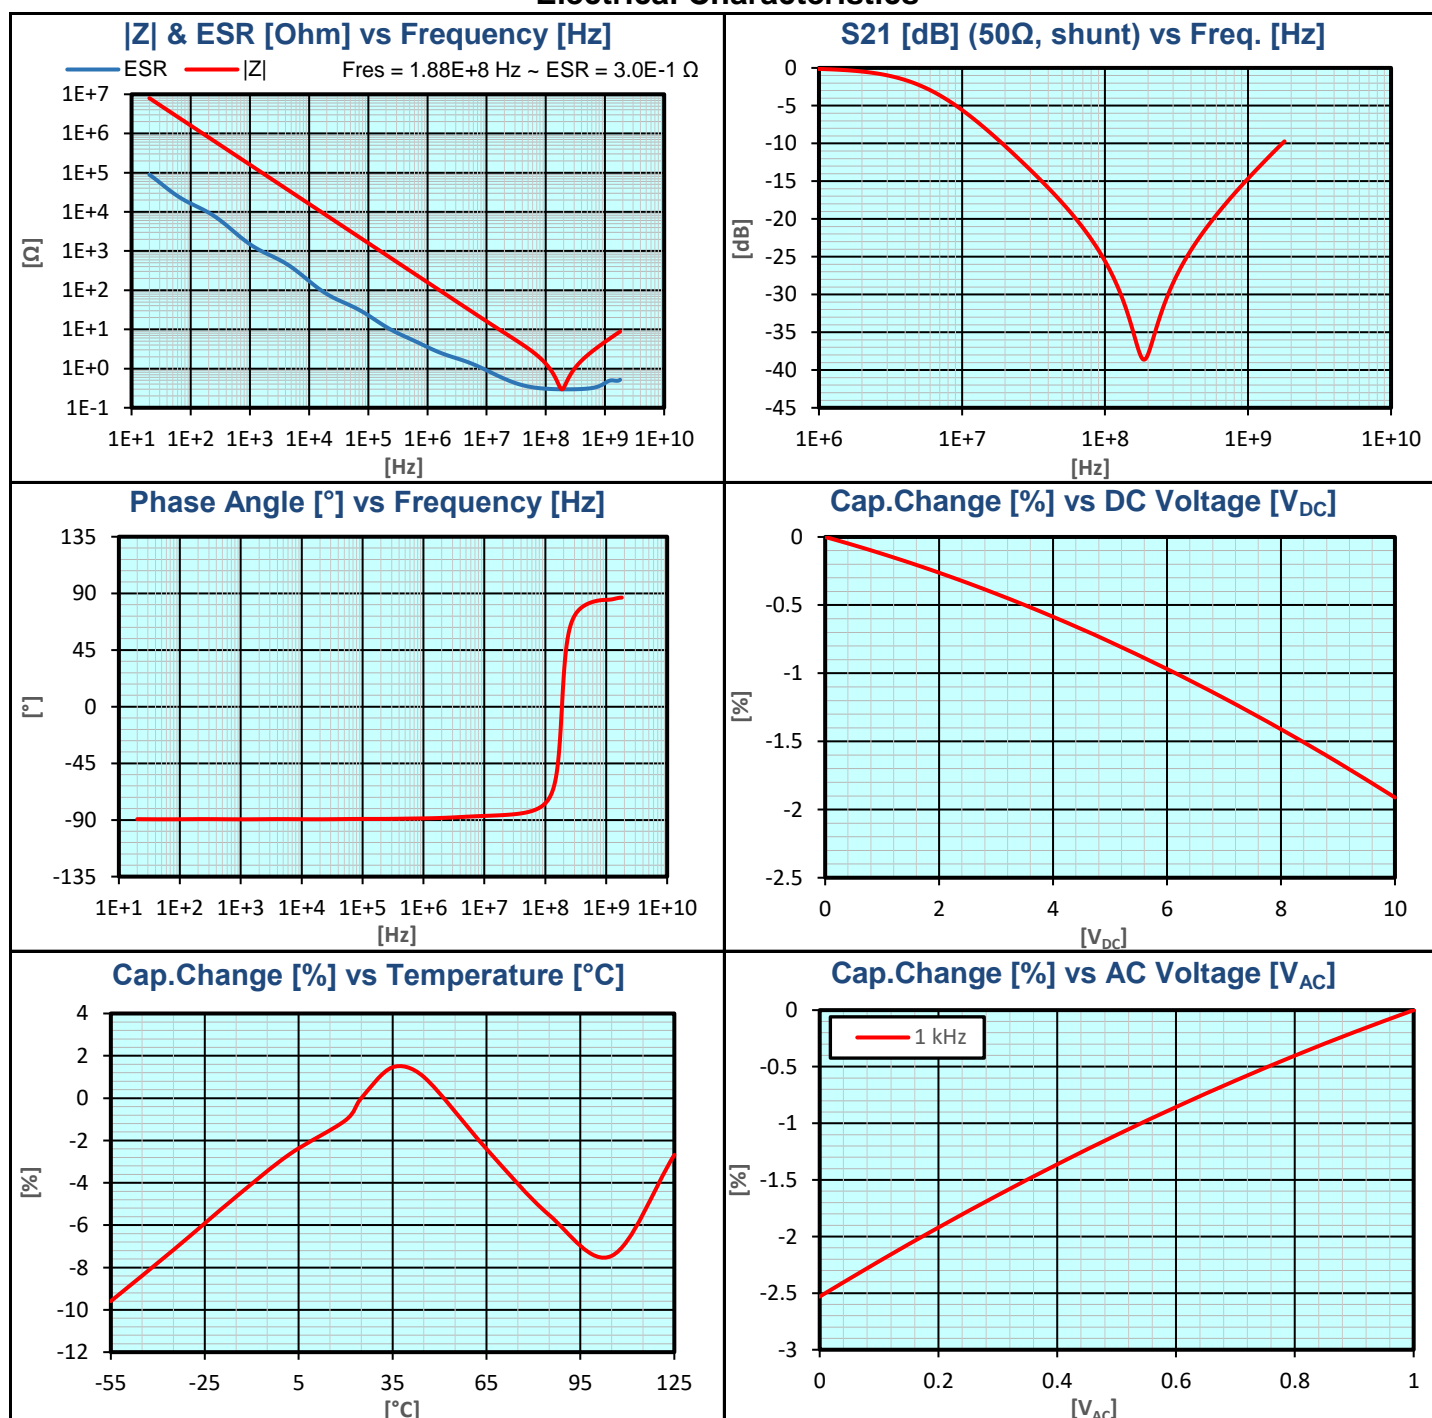 Electrical Characteristics
|Z| & ESR [Ohm] vs Frequency [Hz]
ESR |Z| Fres = 1.88E+8 Hz ~ ESR = 3.0E-1 Ω
1E+7
1E+6
1E+5
1E+4
1E+3
1E+2
1E+1
1E+0
1E-1
[Ω]
1E+1 1E+2 1E+3 1E+4 1E+5 1E+6 1E+7 1E+8 1E+9 1E+10
[Hz]
S21 [dB] (50Ω, shunt) vs Freq. [Hz]
0
-5
-10
-15
-20
-25
-30
-35
-40
-45
[dB]
1E+6 1E+7 1E+8 1E+9 1E+10
[Hz]
Phase Angle [°] vs Frequency [Hz]
135
90
45
0
-45
-90
-135
[°]
1E+1 1E+2 1E+3 1E+4 1E+5 1E+6 1E+7 1E+8 1E+9 1E+10
[Hz]
Cap.Change [%] vs DC Voltage [VDC]
0
-0.5
-1
-1.5
-2
-2.5
[%]
0 2 4 6 8 10
[VDC]
Cap.Change [%] vs Temperature [°C]
4
2
0
-2
-4
-6
-8
-10
-12
[%]
-55 -25 5 35 65 95 125
[°C]
Cap.Change [%] vs AC Voltage [VAC]
1 kHz
0
-0.5
-1
-1.5
-2
-2.5
-3
[%]
0 0.2 0.4 0.6 0.8 1
[VAC]